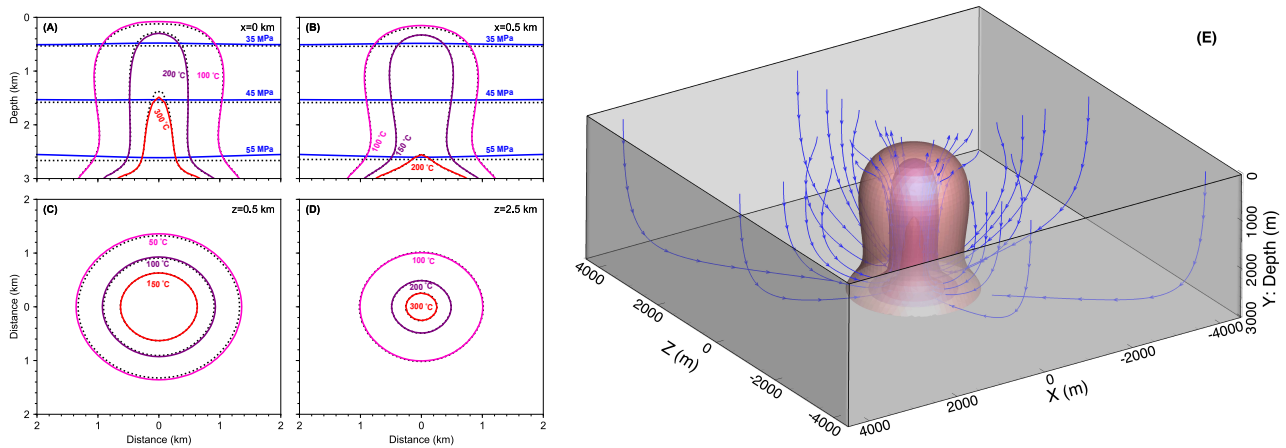 (A)
x=0 km
35 MPa
200 °C
100 °C
45 MPa
300 °C
55 MPa
0
1
2
3
Depth (km)
(B)
x=0.5 km
35 MPa
45 MPa
100 °C
150 °C
55 MPa
200 °C
(C)
z=0.5 km
50 °C
100 °C
150 °C
2
1
0
1
2
Distance (km)
2
1
0
1
2
Distance (km)
(D)
z=2.5 km
100 °C
200 °C
300 °C
2
1
0
1
2
Distance (km)
(E)
0
1000
2000
3000
Y: Depth (m)
4000
2000
0
-2000
-4000
Z (m)
4000
2000
0
-2000
-4000
X (m)